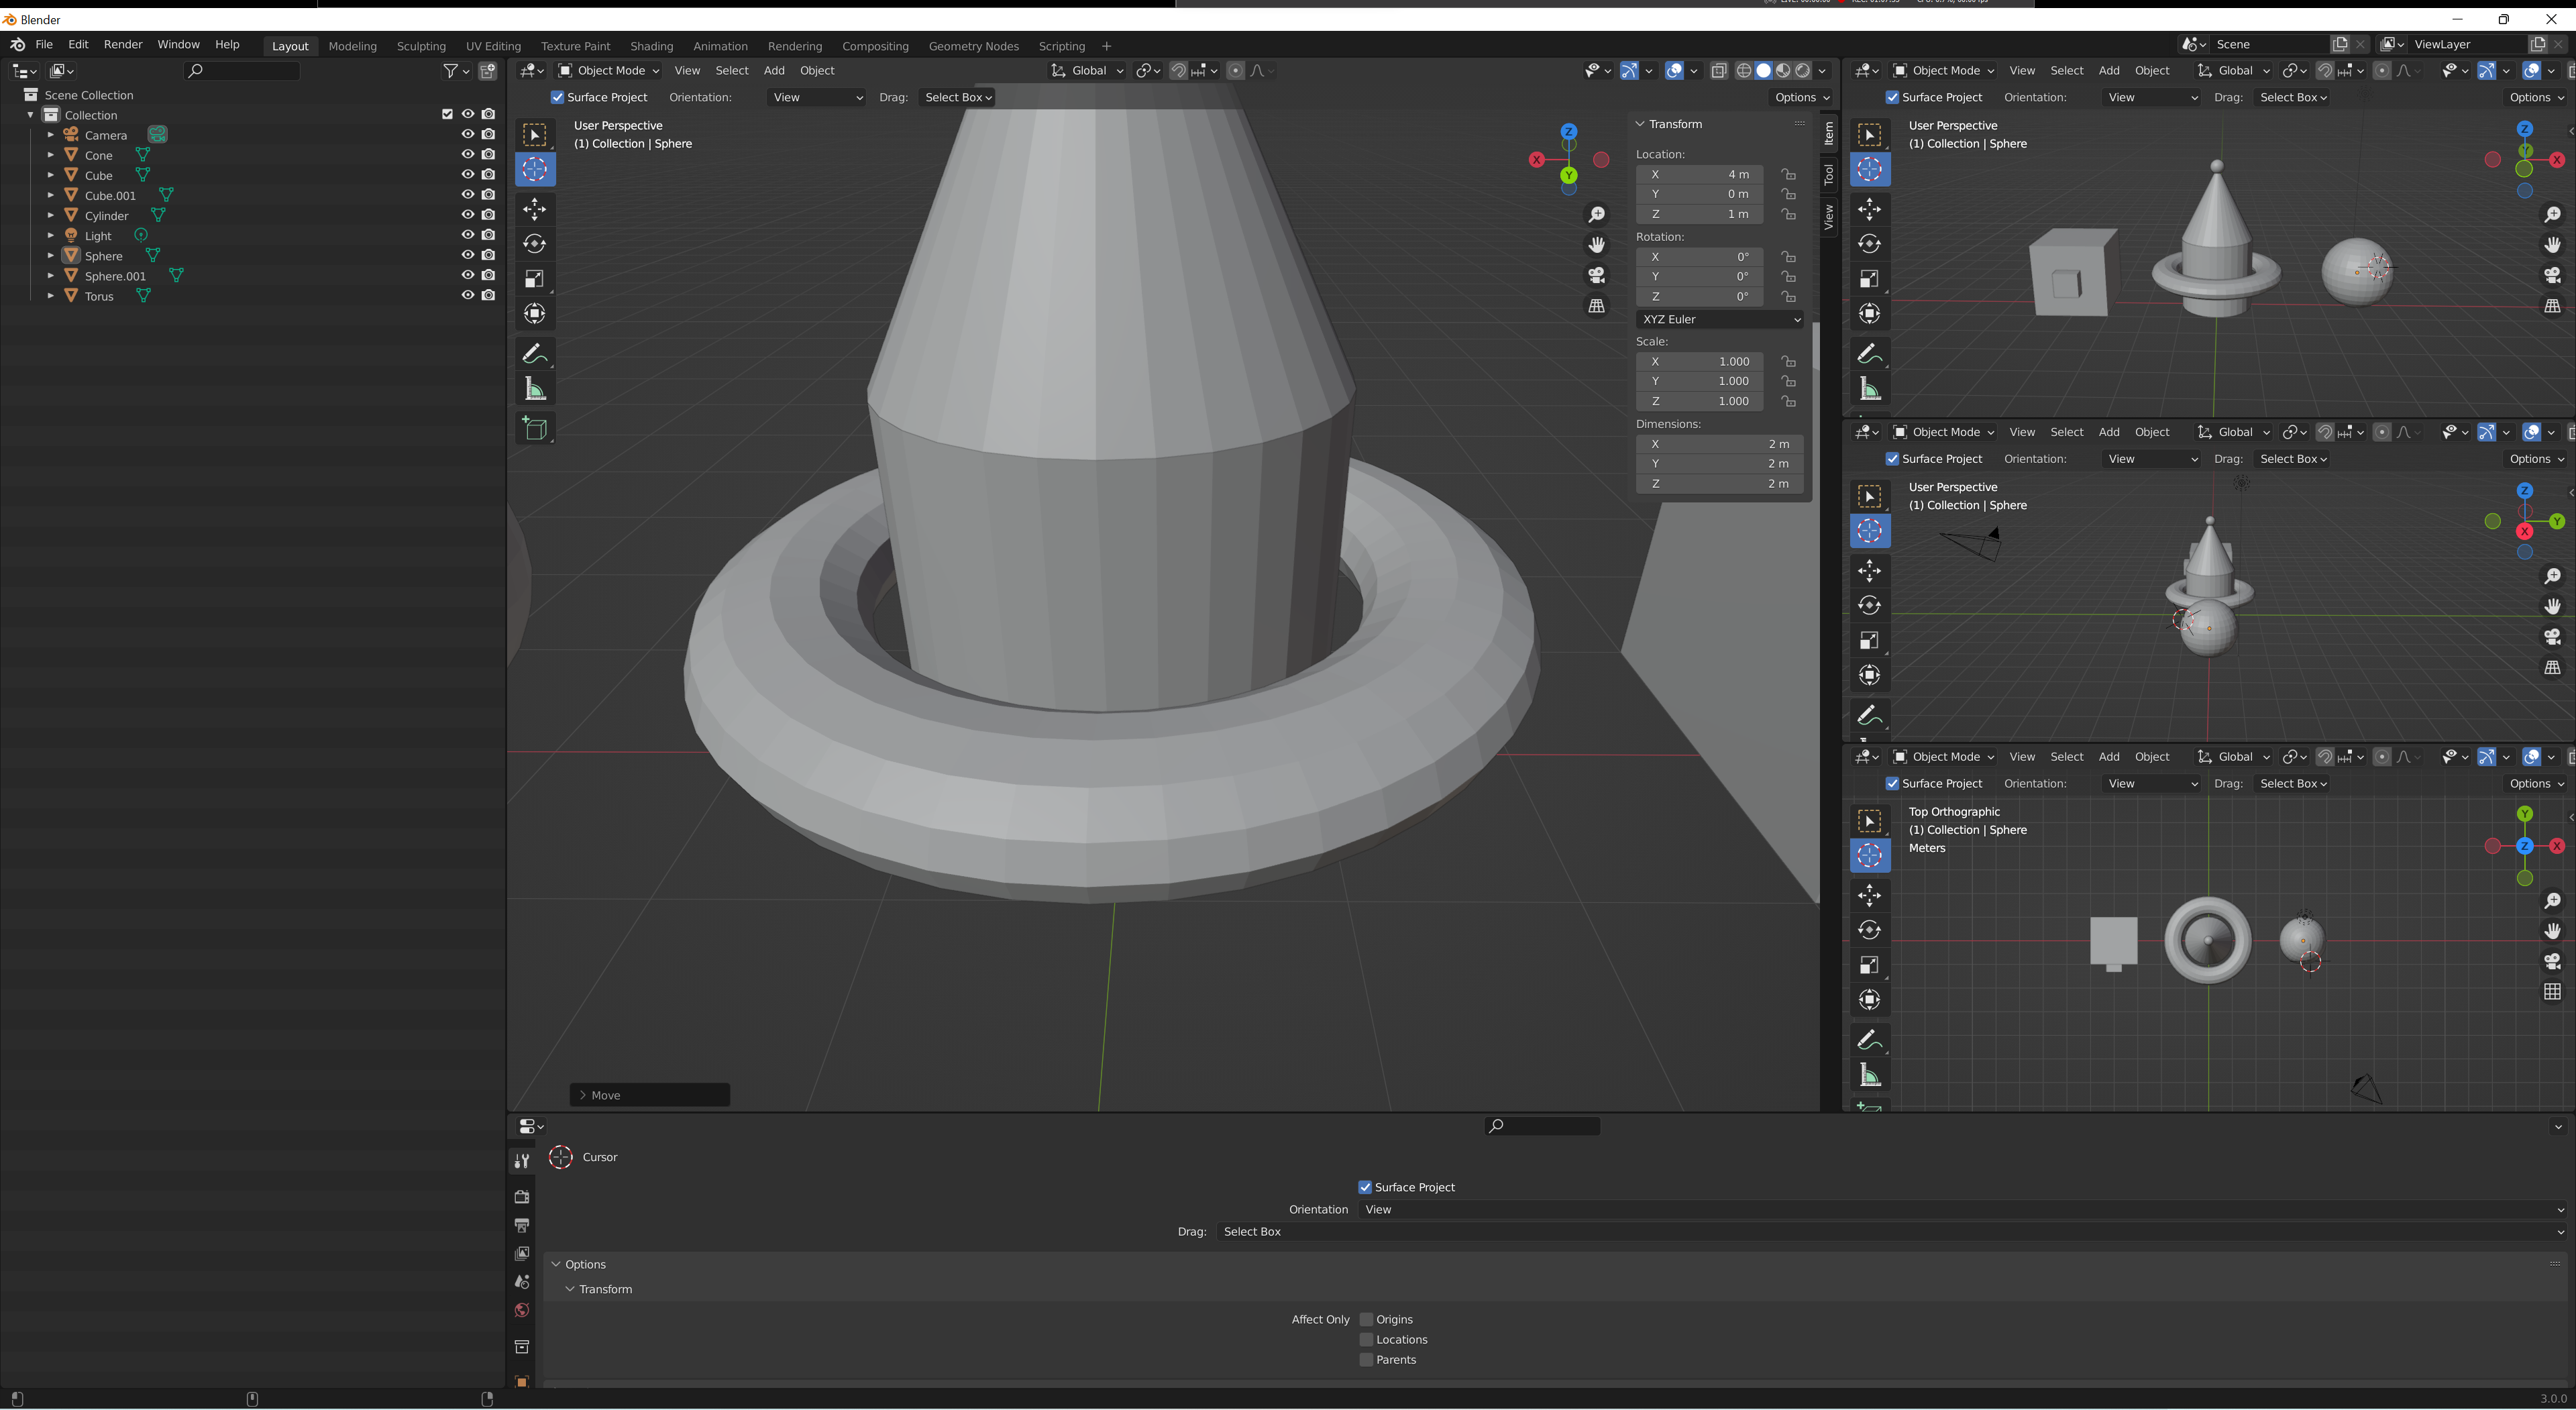 Blender
File Edit Render Window Help Layout Modeling Sculpting UV Editing Texture Paint Shading Animation Rendering Compositing Geometry Nodes Scripting + Scene ViewLayer
Scene Collection
Collection
Camera
Cone
Cube
Cube.001
Cylinder
Light
Sphere
Sphere.001
Torus
Object Mode View Select Add Object Global
Surface Project Orientation: View Drag: Select Box Options
User Perspective
(1) Collection | Sphere
Z
X
Y
Transform
Location:
X 4 m
Y 0 m
Z 1 m
Rotation:
X 0°
Y 0°
Z 0°
XYZ Euler
Scale:
X 1.000
Y 1.000
Z 1.000
Dimensions:
X 2 m
Y 2 m
Z 2 m
Item
Tool
View
Move
Object Mode View Select Add Object Global
Surface Project Orientation: View Drag: Select Box Options
User Perspective
(1) Collection | Sphere
Z
Y
X
Object Mode View Select Add Object Global
Surface Project Orientation: View Drag: Select Box Options
User Perspective
(1) Collection | Sphere
Z
Y
X
Object Mode View Select Add Object Global
Surface Project Orientation: View Drag: Select Box Options
Top Orthographic
(1) Collection | Sphere
Meters
Y
Z X
Cursor
Surface Project
Orientation View
Drag: Select Box
Options
Transform
Affect Only Origins
Locations
Parents
3.0.0